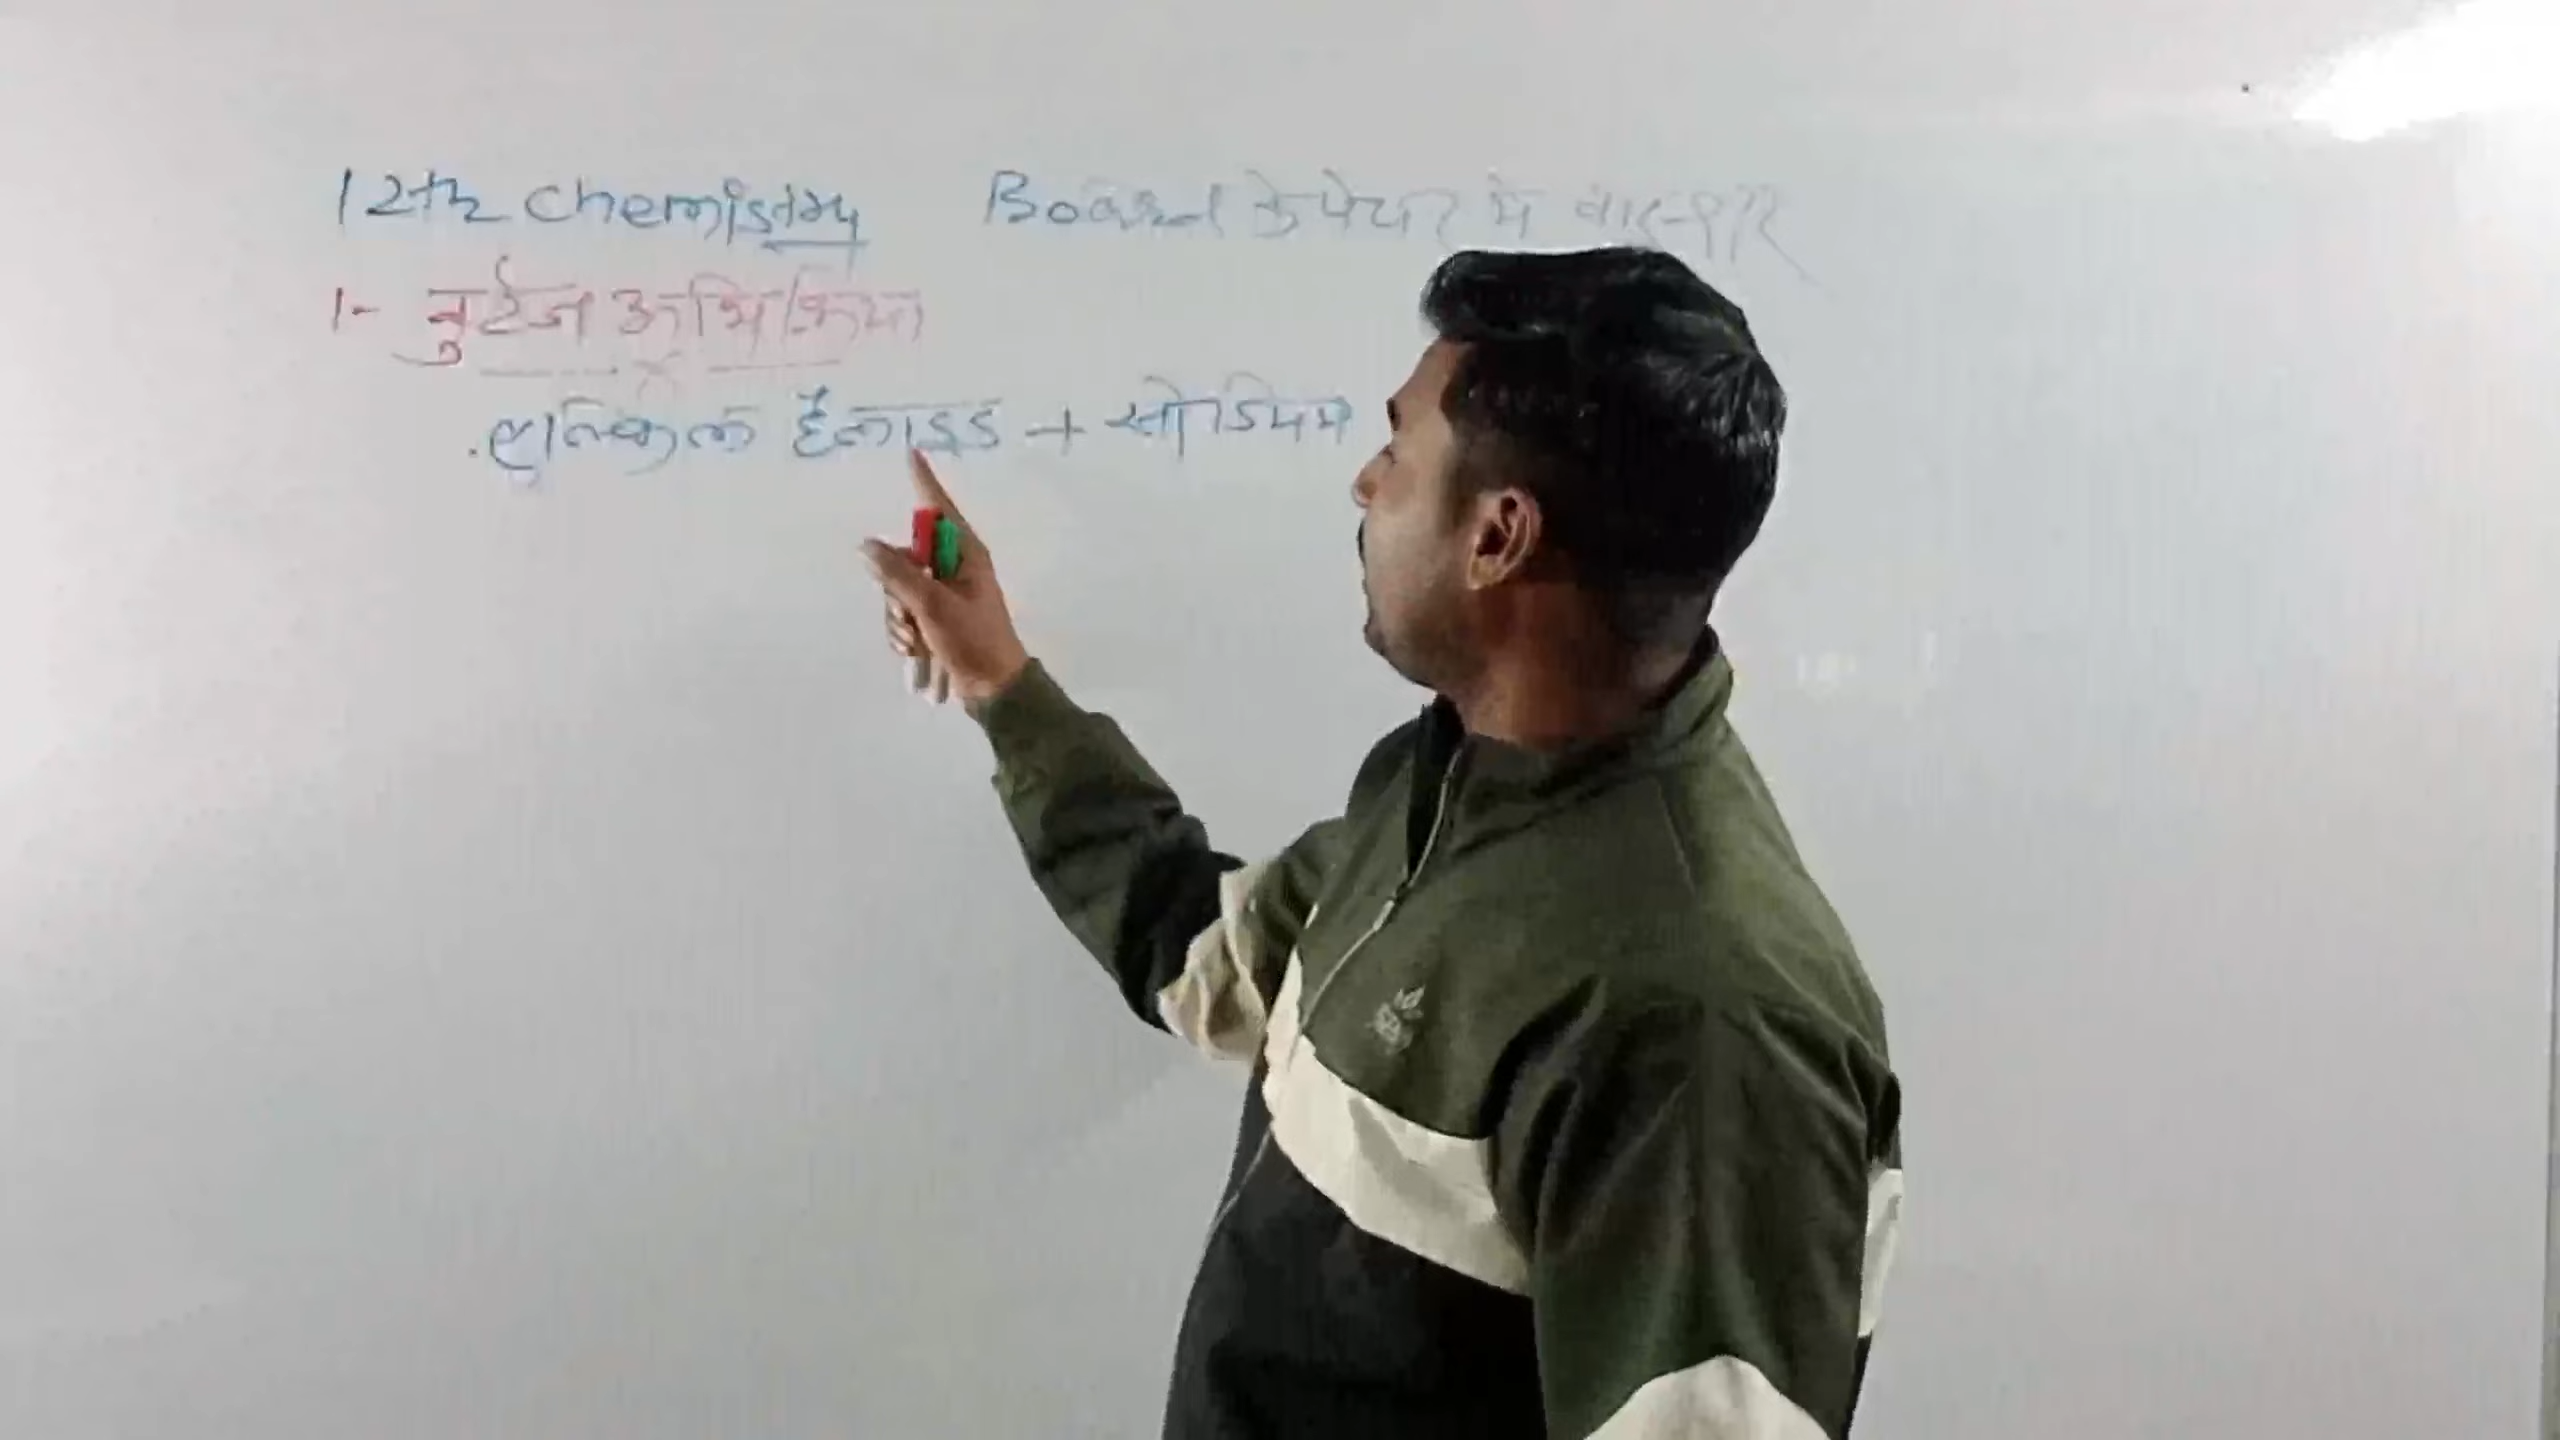 12th Chemistry Board के पेपर में बार-बार
1- वुर्टज अभिक्रिया
एल्किल हैलाइड + सोडियम